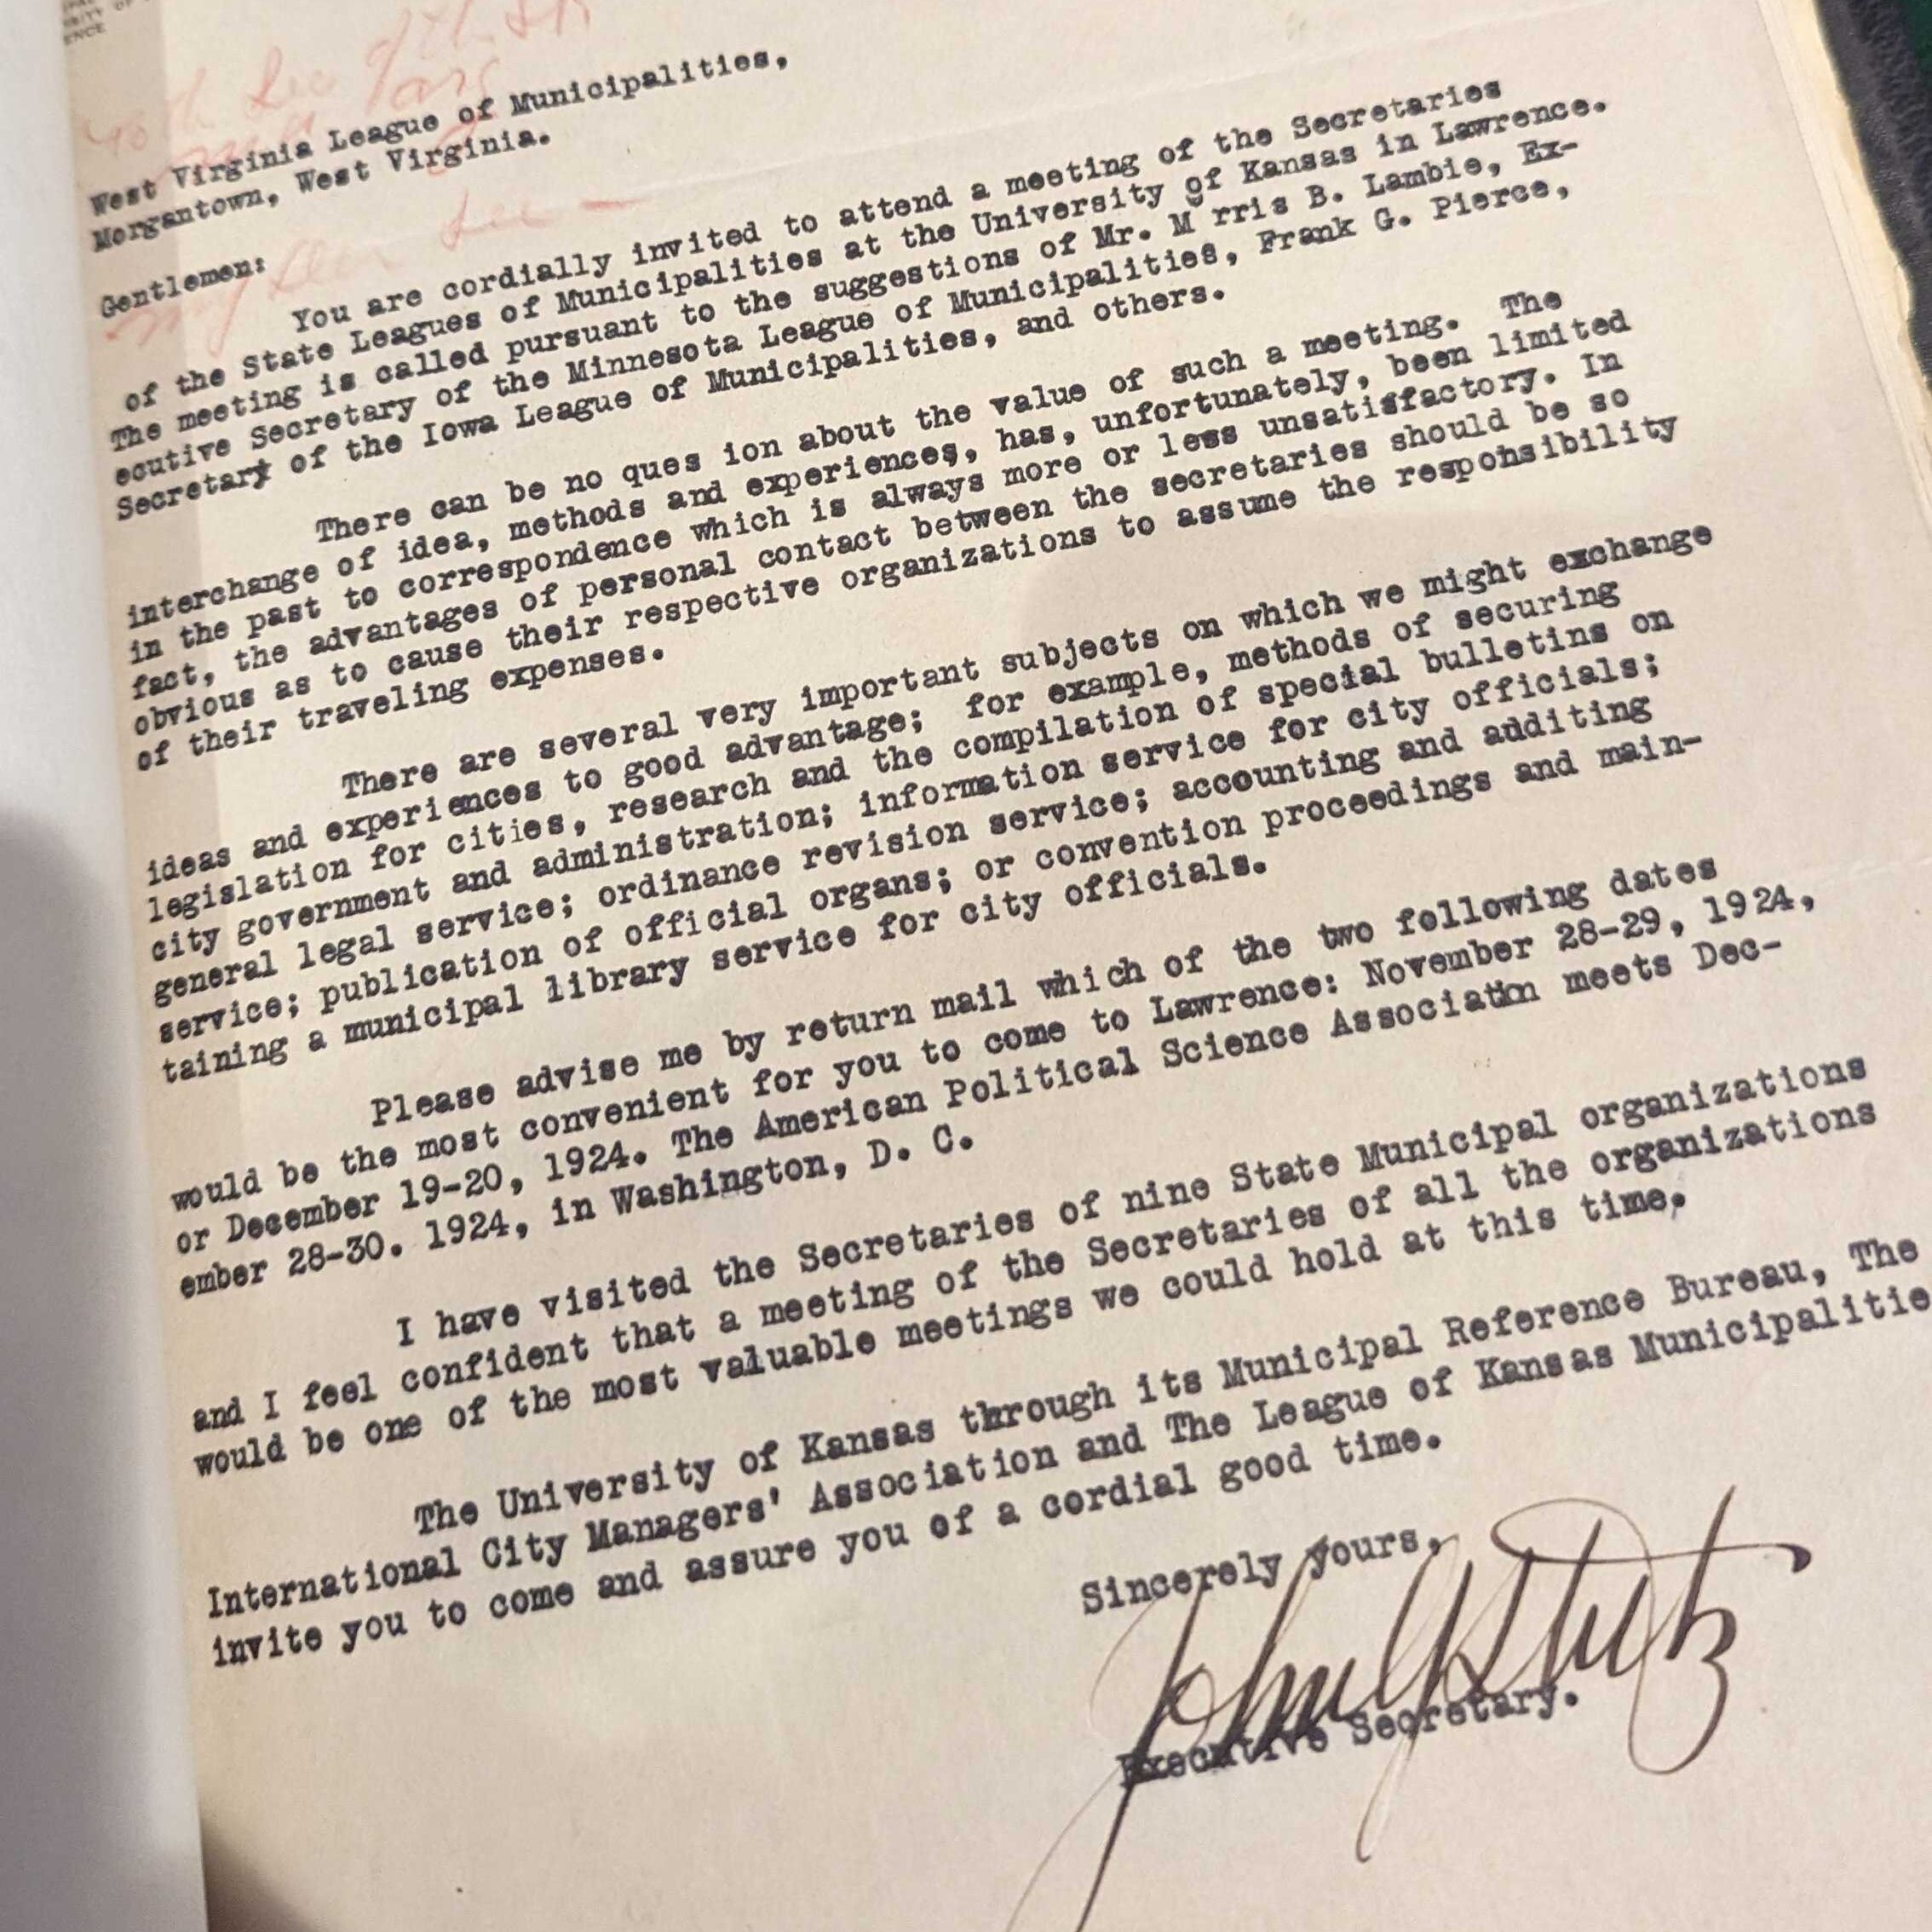 ENCE
West Virginia League of Municipalities,
Morgantown, West Virginia.
Gentlemen:
You are cordially invited to attend a meeting of the Secretaries
of the State Leagues of Municipalities at the University of Kansas in Lawrence.
The meeting is called pursuant to the suggestions of Mr. Morris B. Lambie, Ex-
ecutive Secretary of the Minnesota League of Municipalities, Frank G. Pierce,
Secretary of the Iowa League of Municipalities, and others.
There can be no ques ion about the value of such a meeting. The
interchange of idea, methods and experiences, has, unfortunately, been limited
in the past to correspondence which is always more or less unsatisfactory. In
fact, the advantages of personal contact between the secretaries should be so
obvious as to cause their respective organizations to assume the responsibility
of their traveling expenses.
There are several very important subjects on which we might exchange
ideas and experiences to good advantage; for example, methods of securing
legislation for cities, research and the compilation of special bulletins on
city government and administration; information service for city officials;
general legal service; ordinance revision service; accounting and additing
service; publication of official organs; or convention proceedings and main-
taining a municipal library service for city officials.
Please advise me by return mail which of the two following dates
would be the most convenient for you to come to Lawrence: November 28-29, 1924,
or December 19-20, 1924. The American Political Science Association meets Dec-
ember 28-30. 1924, in Washington, D. C.
I have visited the Secretaries of nine State Municipal organizations
and I feel confident that a meeting of the Secretaries of all the organizations
would be one of the most valuable meetings we could hold at this time.
The University of Kansas through its Municipal Reference Bureau, The
International City Managers' Association and The League of Kansas Municipalitie
invite you to come and assure you of a cordial good time.
Sincerely yours,
John G Stutz
Executive Secretary.